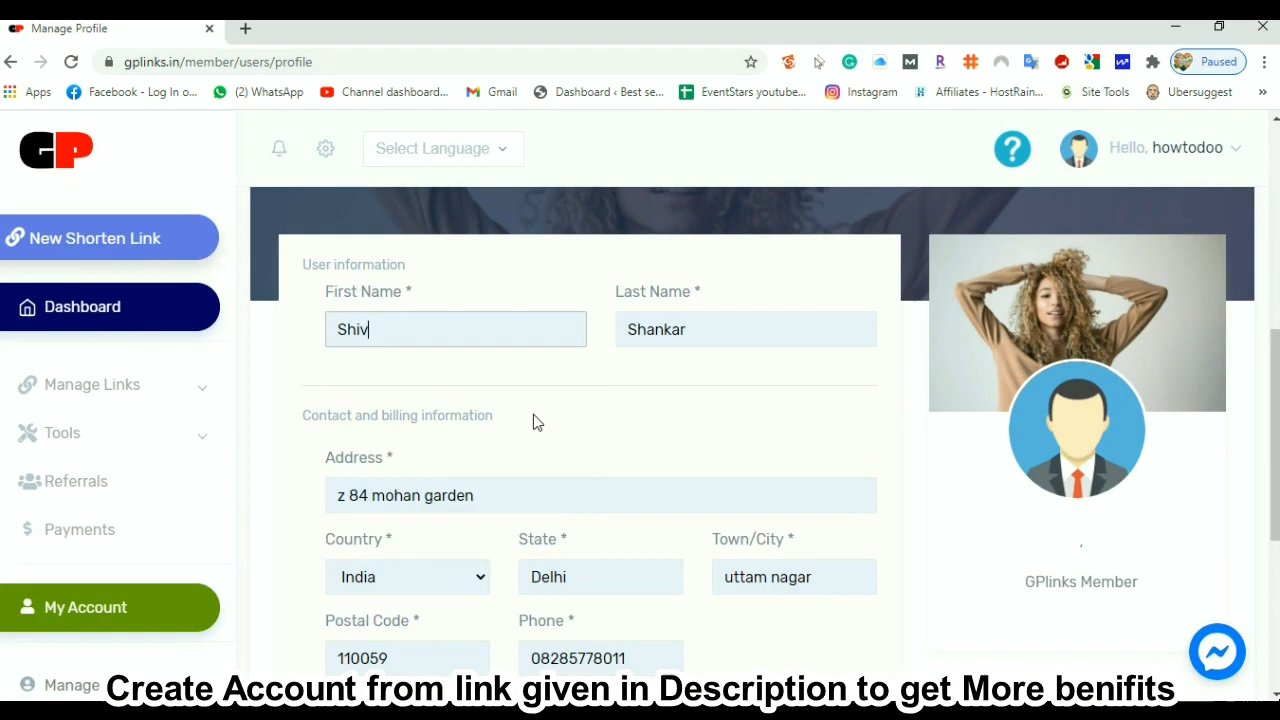 GP Manage Profile
gplinks.in/member/users/profile
Paused
Apps Facebook - Log In o... (2) WhatsApp Channel dashboard... Gmail Dashboard ‹ Best se... EventStars youtube... Instagram Affiliates - HostRain... Site Tools Ubersuggest »
GP
Select Language
?
Hello, howtodoo
New Shorten Link
Dashboard
Manage Links
Tools
Referrals
$ Payments
My Account
Manage
User information
First Name *
Last Name *
Shiv
Shankar
Contact and billing information
Address *
z 84 mohan garden
Country *
State *
Town/City *
India
Delhi
uttam nagar
Postal Code *
Phone *
110059
08285778011
,
GPlinks Member
Create Account from link given in Description to get More benifits